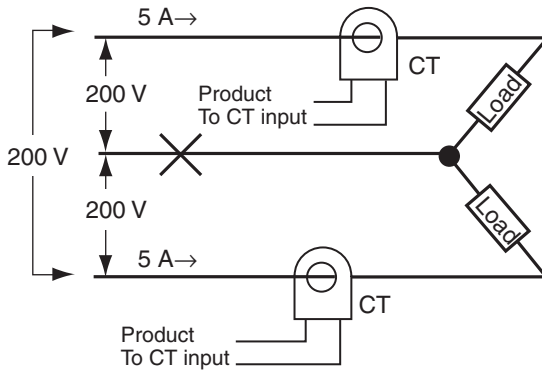 5 A→
200 V
CT
Load
Product
To CT input
200 V
200 V
Load
5 A→
CT
Product
To CT input